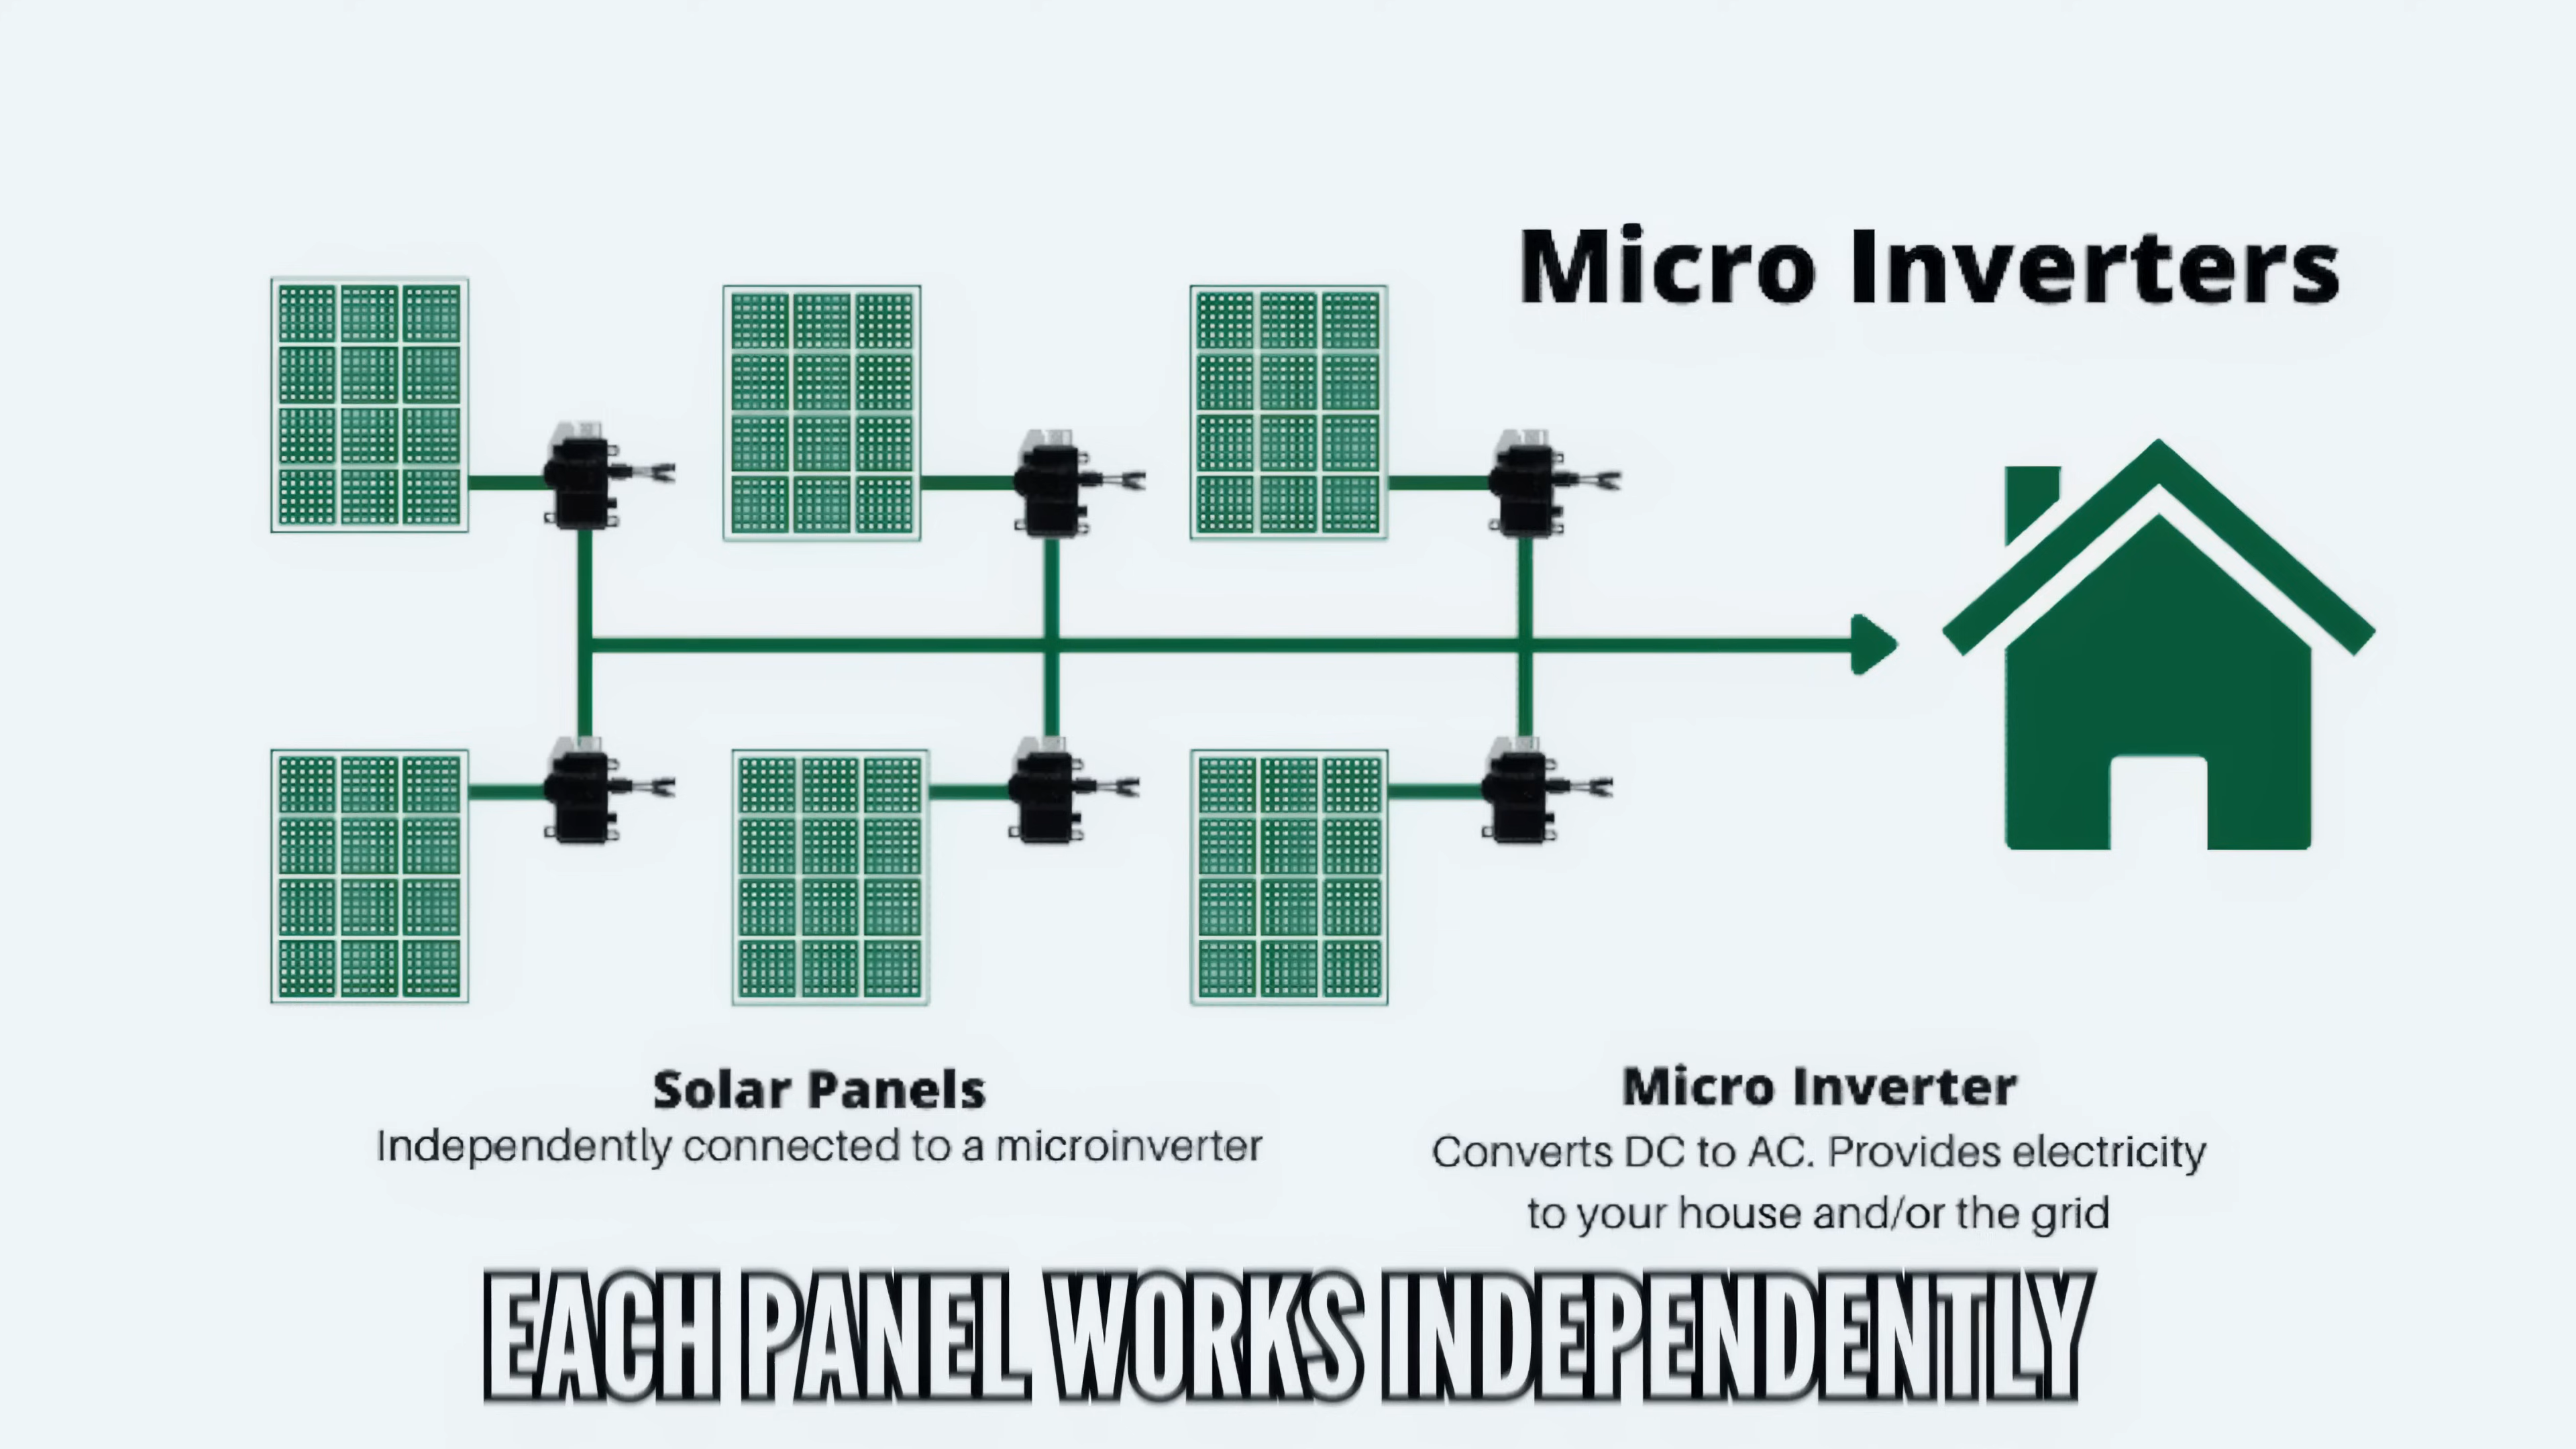 Micro Inverters
Solar Panels
Independently connected to a microinverter
Micro Inverter
Converts DC to AC. Provides electricity
to your house and/or the grid
EACH PANEL WORKS INDEPENDENTLY